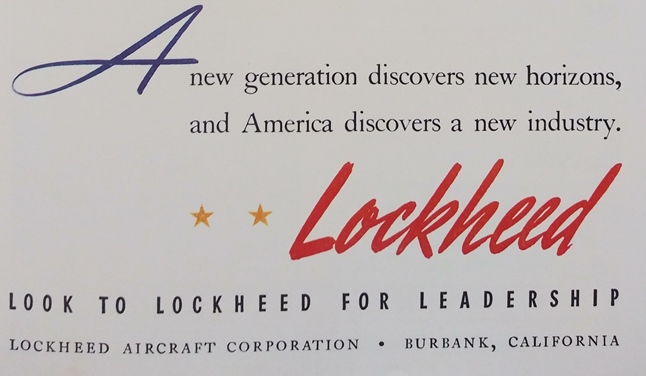 A new generation discovers new horizons,
and America discovers a new industry.
Lockheed
LOOK TO LOCKHEED FOR LEADERSHIP
LOCKHEED AIRCRAFT CORPORATION • BURBANK, CALIFORNIA